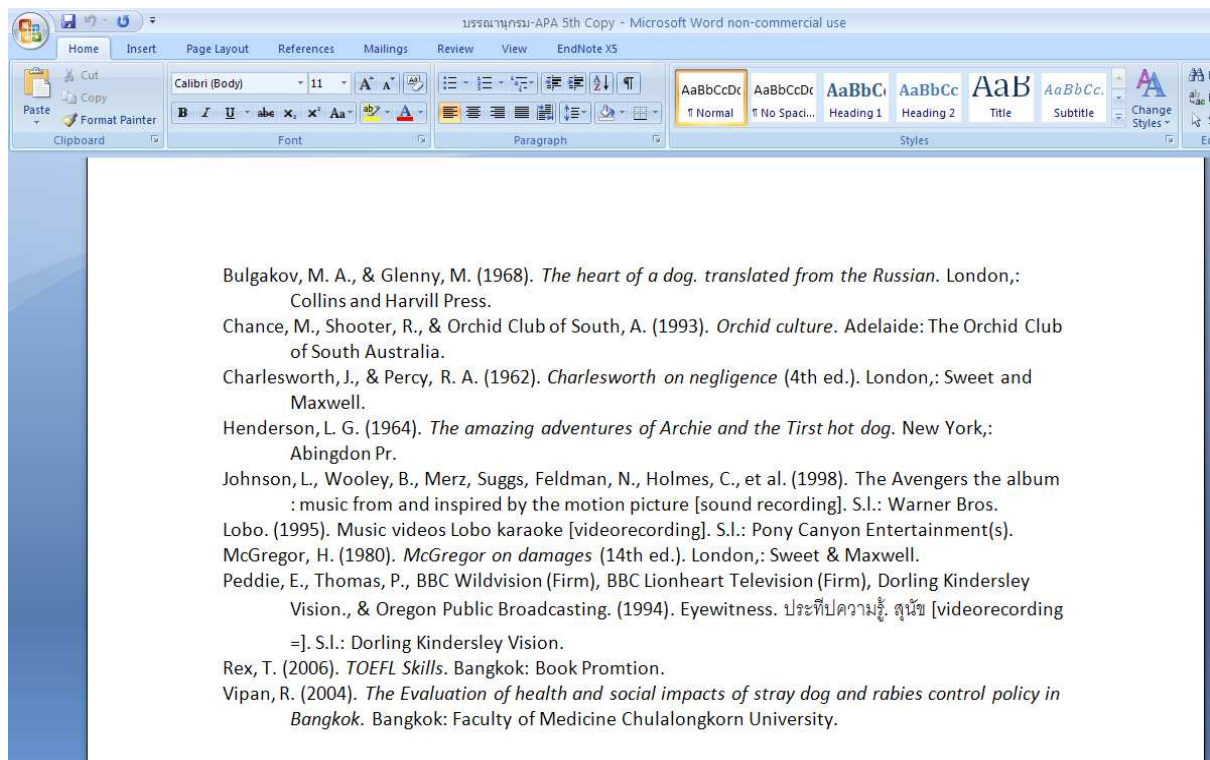 บรรณานุกรม-APA 5th Copy - Microsoft Word non-commercial use
Home Insert Page Layout References Mailings Review View EndNote X5
Cut
Copy
Paste
Format Painter
Calibri (Body) 11
AaBbCcDc AaBbCcDc AaBbC AaBbCc AaB AaBbCc.
¶ Normal ¶ No Spaci... Heading 1 Heading 2 Title Subtitle
Change Styles
Clipboard Font Paragraph Styles
Bulgakov, M. A., & Glenny, M. (1968). The heart of a dog. translated from the Russian. London,:
Collins and Harvill Press.
Chance, M., Shooter, R., & Orchid Club of South, A. (1993). Orchid culture. Adelaide: The Orchid Club
of South Australia.
Charlesworth, J., & Percy, R. A. (1962). Charlesworth on negligence (4th ed.). London,: Sweet and
Maxwell.
Henderson, L. G. (1964). The amazing adventures of Archie and the Tirst hot dog. New York,:
Abingdon Pr.
Johnson, L., Wooley, B., Merz, Suggs, Feldman, N., Holmes, C., et al. (1998). The Avengers the album
: music from and inspired by the motion picture [sound recording]. S.l.: Warner Bros.
Lobo. (1995). Music videos Lobo karaoke [videorecording]. S.l.: Pony Canyon Entertainment(s).
McGregor, H. (1980). McGregor on damages (14th ed.). London,: Sweet & Maxwell.
Peddie, E., Thomas, P., BBC Wildvision (Firm), BBC Lionheart Television (Firm), Dorling Kindersley
Vision., & Oregon Public Broadcasting. (1994). Eyewitness. ประทีปความรู้. สุนัข [videorecording
=]. S.l.: Dorling Kindersley Vision.
Rex, T. (2006). TOEFL Skills. Bangkok: Book Promtion.
Vipan, R. (2004). The Evaluation of health and social impacts of stray dog and rabies control policy in
Bangkok. Bangkok: Faculty of Medicine Chulalongkorn University.